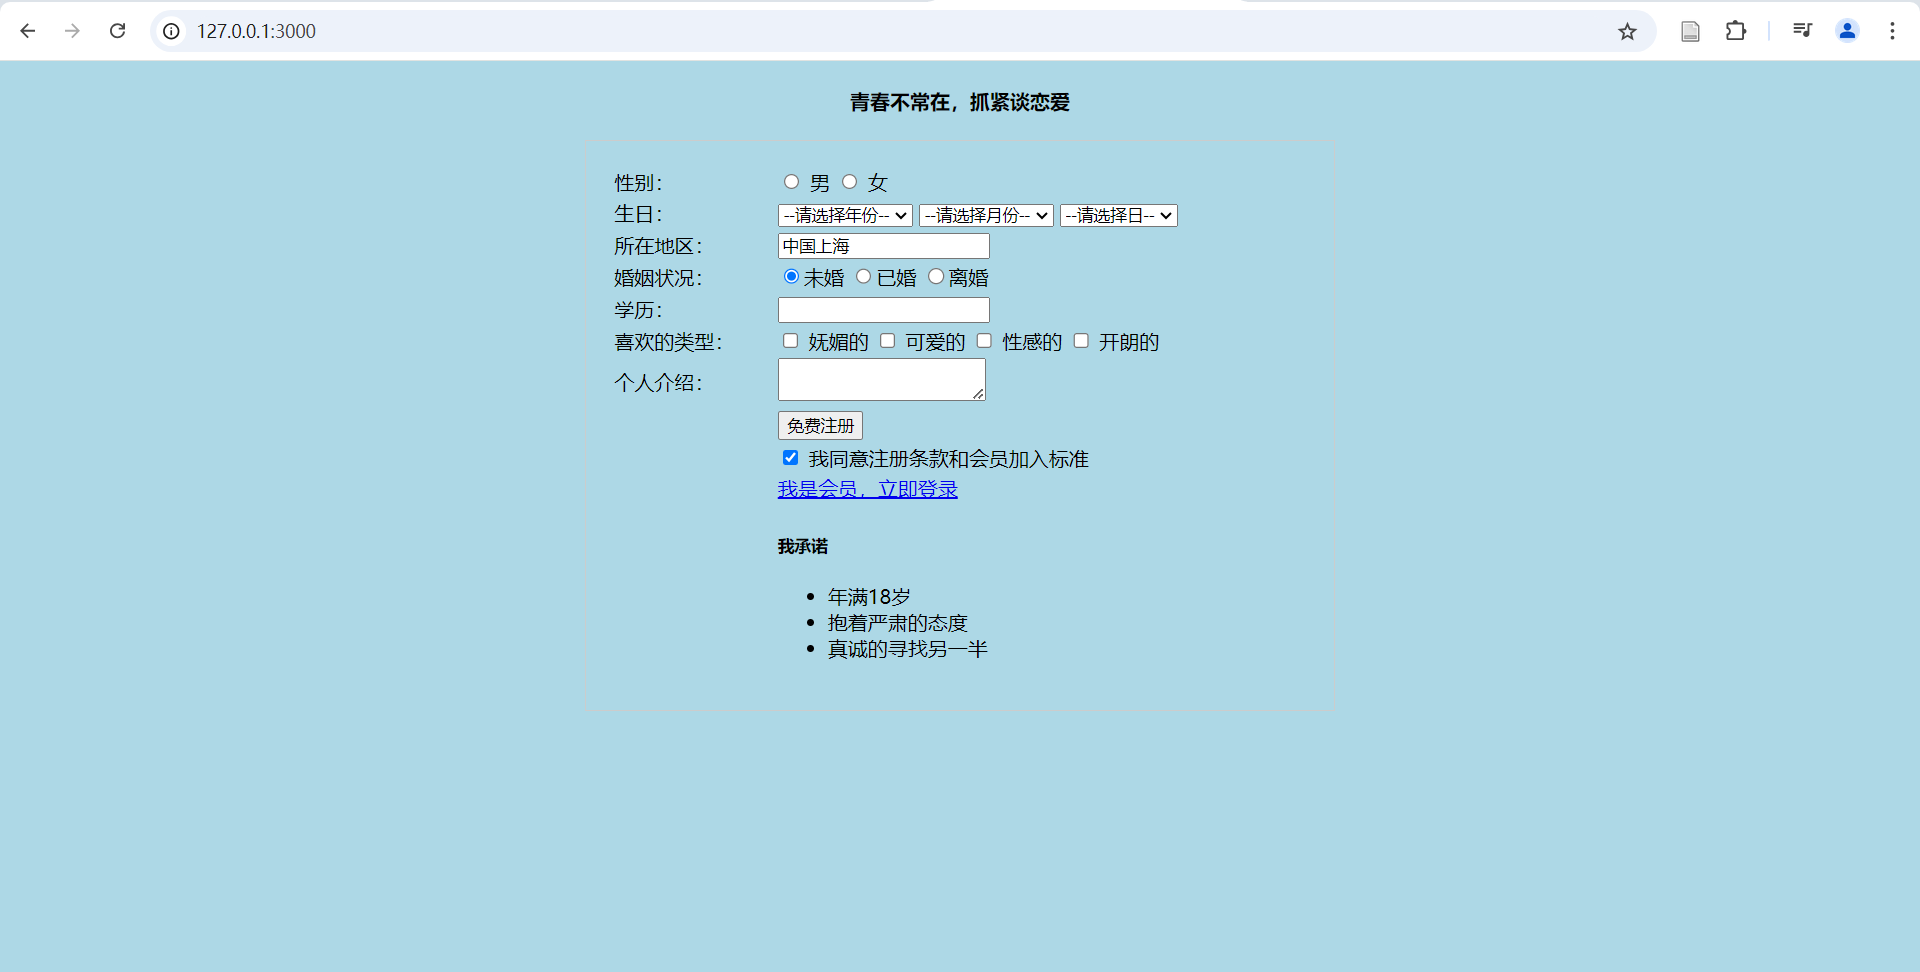 127.0.0.1:3000
青春不常在，抓紧谈恋爱
性别： 男 女
生日： --请选择年份-- --请选择月份-- --请选择日--
所在地区： 中国上海
婚姻状况： 未婚 已婚 离婚
学历：
喜欢的类型： 妩媚的 可爱的 性感的 开朗的
个人介绍：
免费注册
我同意注册条款和会员加入标准
我是会员，立即登录
我承诺
年满18岁
抱着严肃的态度
真诚的寻找另一半